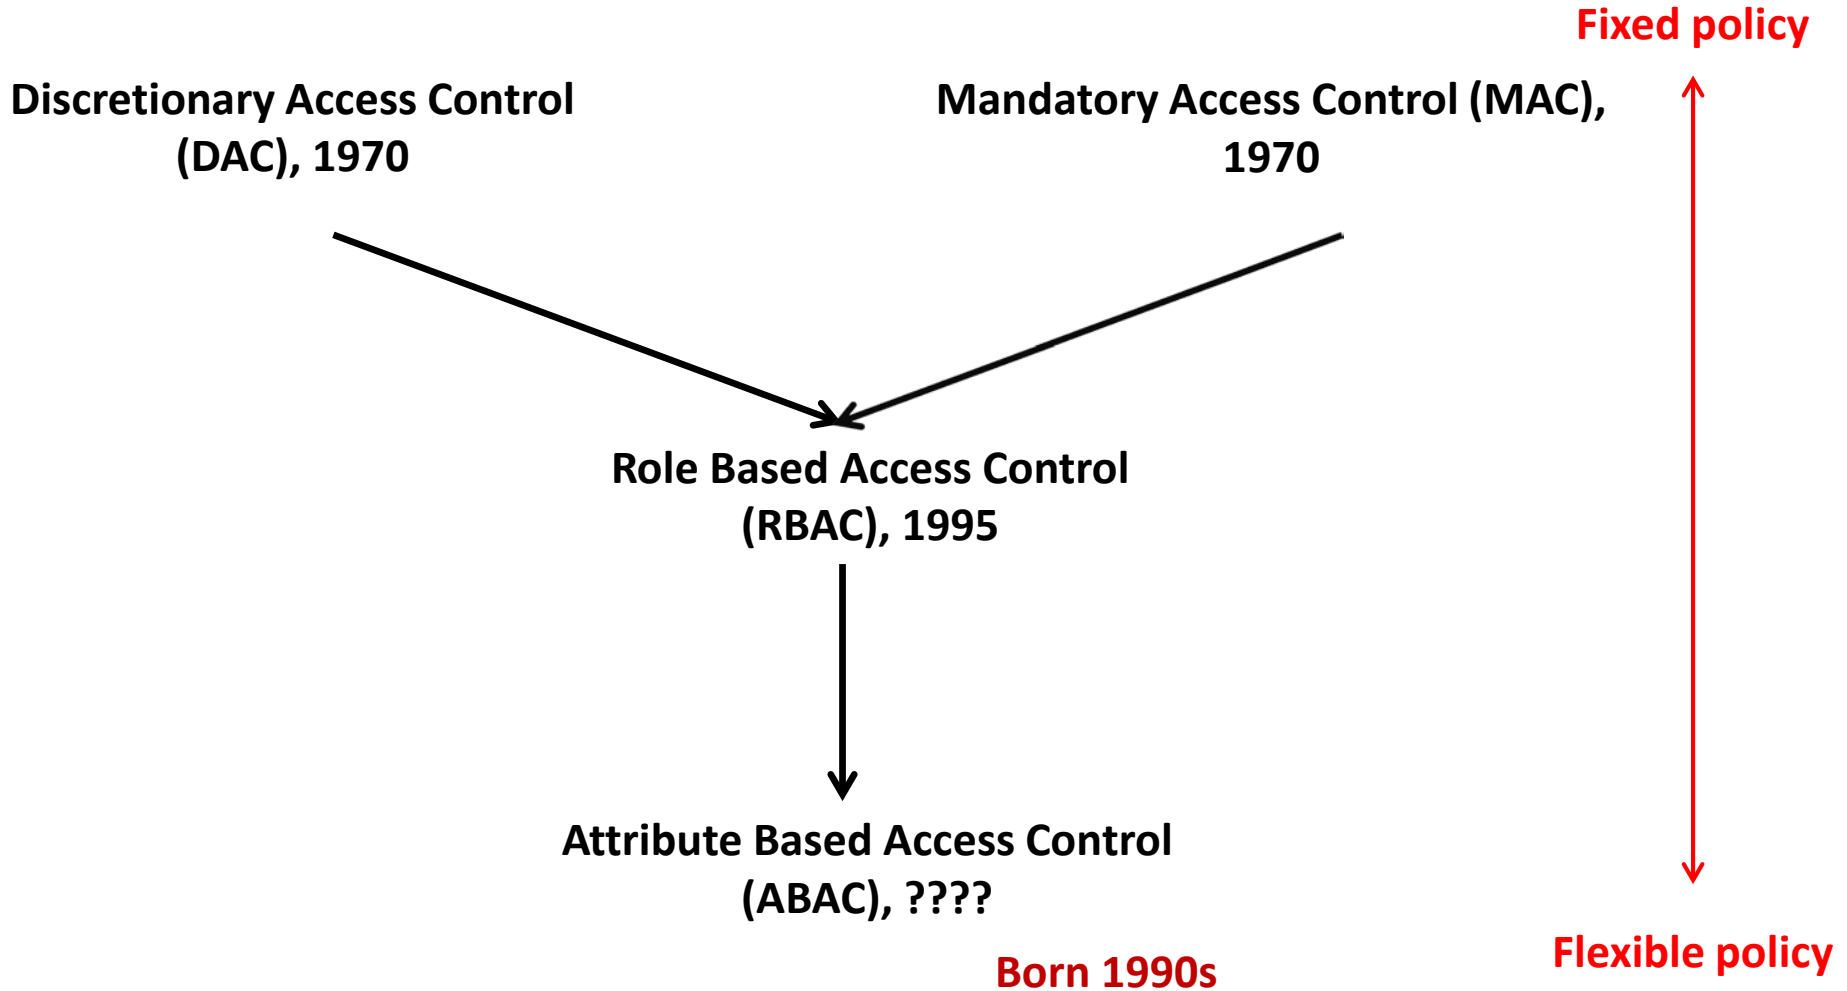 Fixed policy
Discretionary Access Control
(DAC), 1970
Mandatory Access Control (MAC),
1970
Role Based Access Control
(RBAC), 1995
Attribute Based Access Control
(ABAC), ????
Born 1990s
Flexible policy